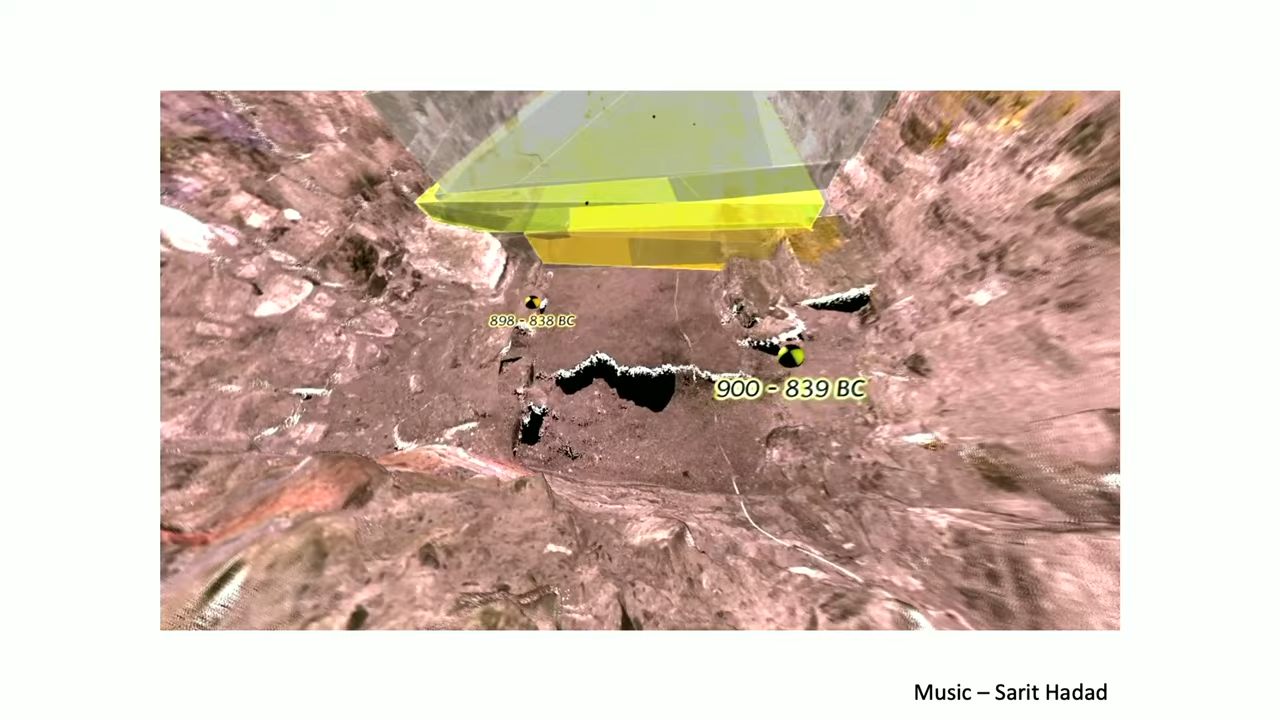 898 - 838 BC
900 - 839 BC
Music – Sarit Hadad